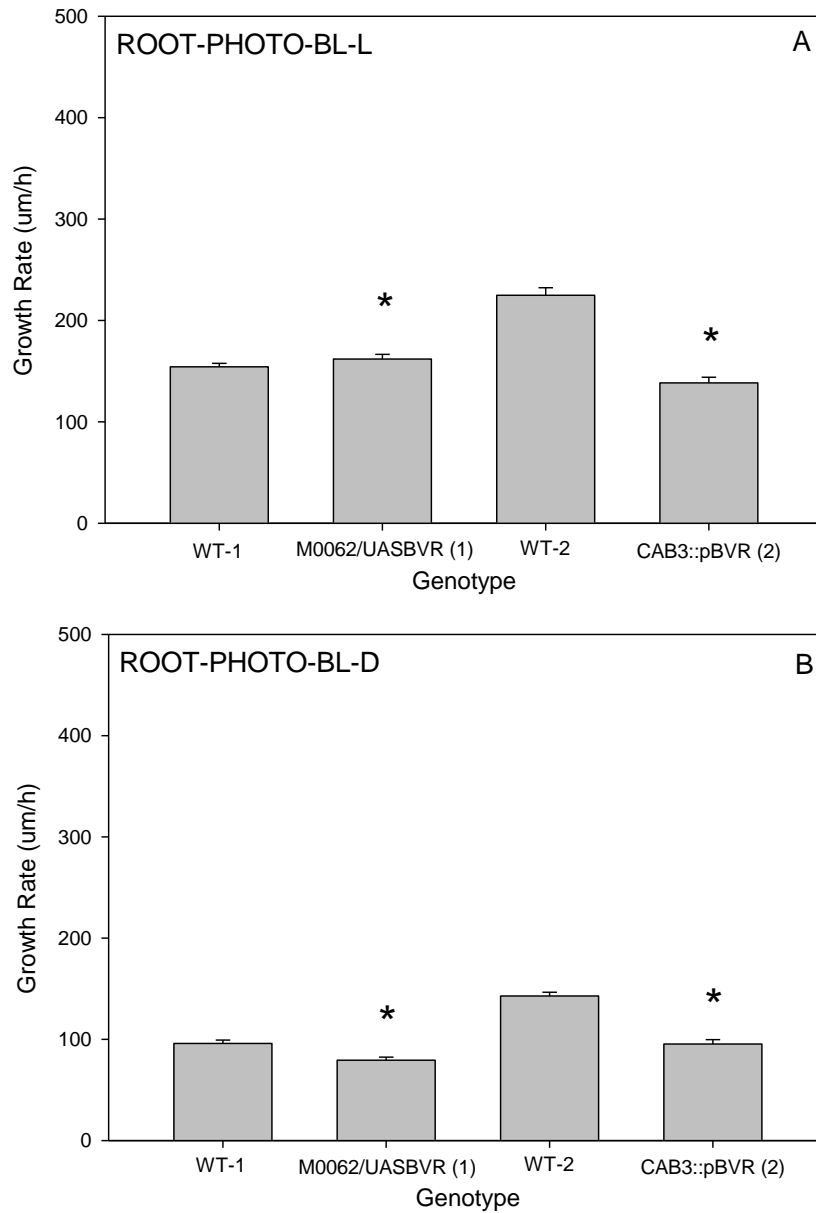 ROOT-PHOTO-BL-L
A
500
400
300
200
100
0
Growth Rate (um/h)
*
*
WT-1 M0062/UASBVR (1) WT-2 CAB3::pBVR (2)
Genotype
ROOT-PHOTO-BL-D
B
500
400
300
200
100
0
Growth Rate (um/h)
*
*
WT-1 M0062/UASBVR (1) WT-2 CAB3::pBVR (2)
Genotype